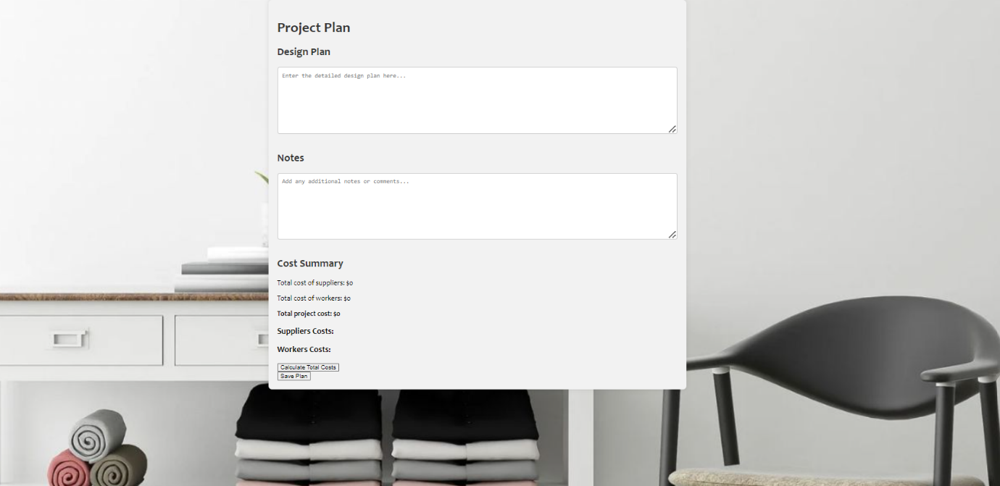 Project Plan
Design Plan
Enter the detailed design plan here...
Notes
Add any additional notes or comments...
Cost Summary
Total cost of suppliers: $0
Total cost of workers: $0
Total project cost: $0
Suppliers Costs:
Workers Costs:
Calculate Total Costs
Save Plan